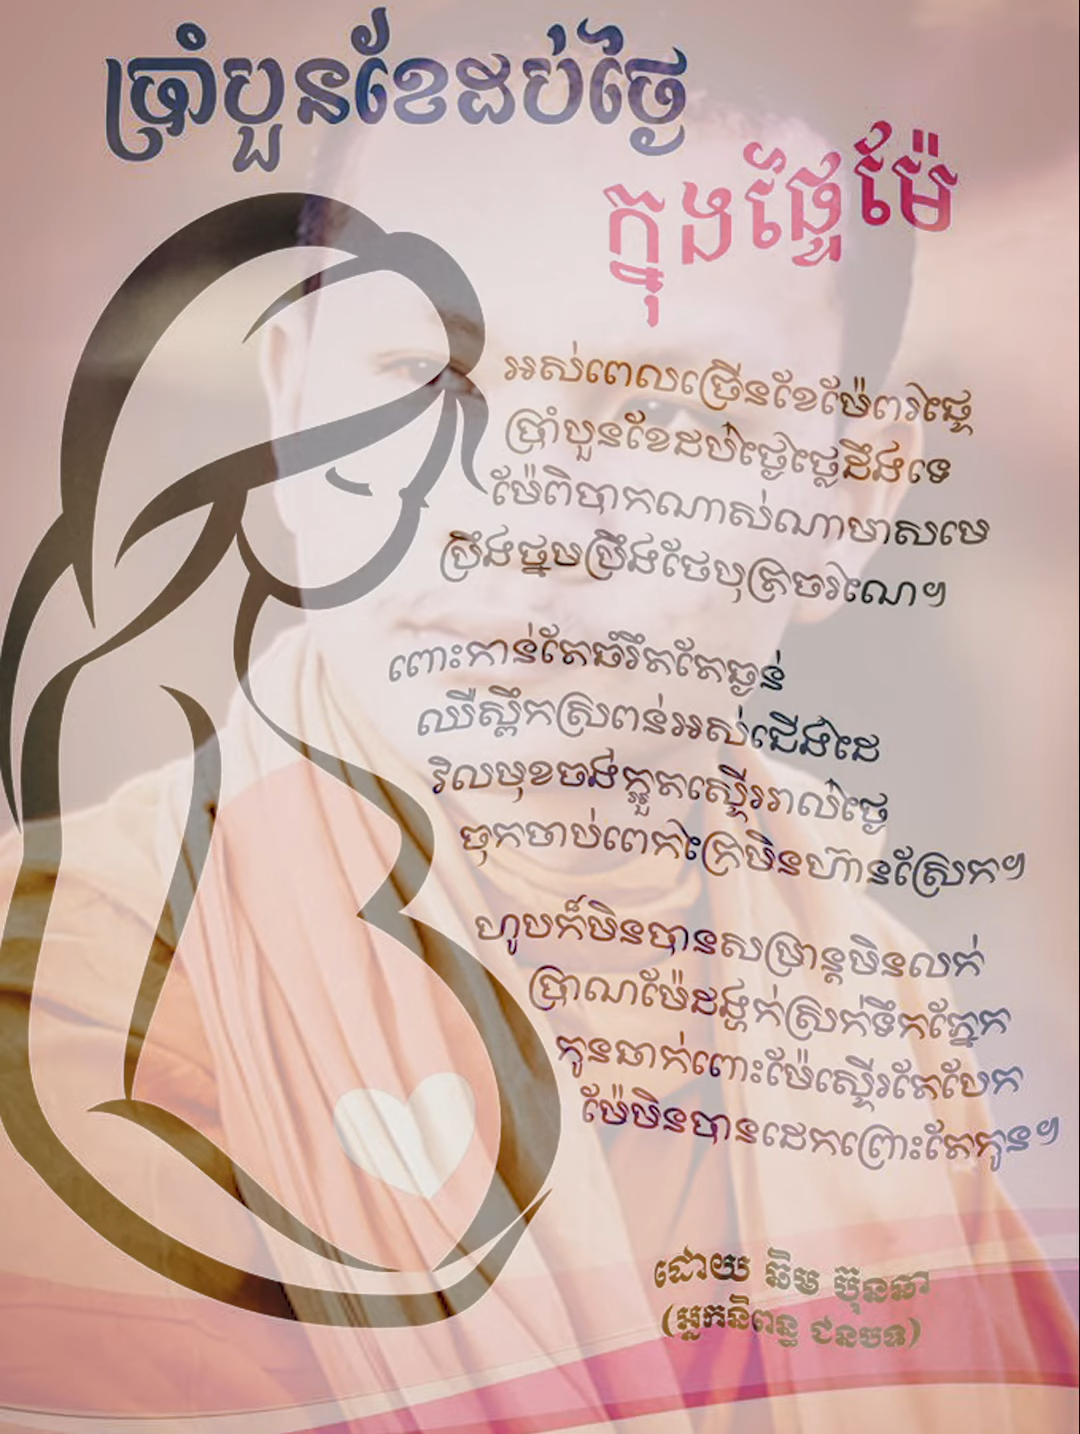 ប្រាំបួនខែដប់ថ្ងៃ
ក្នុងផ្ទៃម៉ែ
អស់ពេលច្រើនខែម៉ែពរផ្ទៃ
ប្រាំបួនខែដប់ថ្ងៃថ្លៃដឹងទេ
ម៉ែពិបាកណាស់ណាមាសមេ
ប្រឹងថ្នមប្រឹងថែបុត្រចរណៃ។
ពោះកាន់តែធំរឹតតែធ្ងន់
ឈឺស្ពឹកស្រពន់អស់ជើងដៃ
វិលមុខចង់ក្អួតស្ទើររាល់ថ្ងៃ
ចុកចាប់ពេកក្រៃមិនហ៊ានស្រែក។
ហូបក៏មិនបានសម្រាន្តមិនលក់
ប្រាណម៉ែដង្ហក់ស្រក់ទឹកភ្នែក
កូនធាក់ពោះម៉ែស្ទើរតែបែក
ម៉ែមិនបានដេកព្រោះតែកូន។
ដោយ ឆិម ប៊ុនឆា
(អ្នកនិពន្ធ ជនបទ)